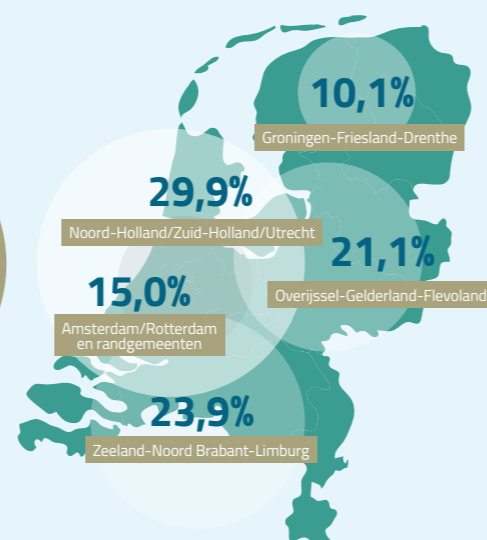 10,1%
Groningen-Friesland-Drenthe
29,9%
Noord-Holland/Zuid-Holland/Utrecht
21,1%
Overijssel-Gelderland-Flevoland
15,0%
Amsterdam/Rotterdam
en randgemeenten
23,9%
Zeeland-Noord Brabant-Limburg